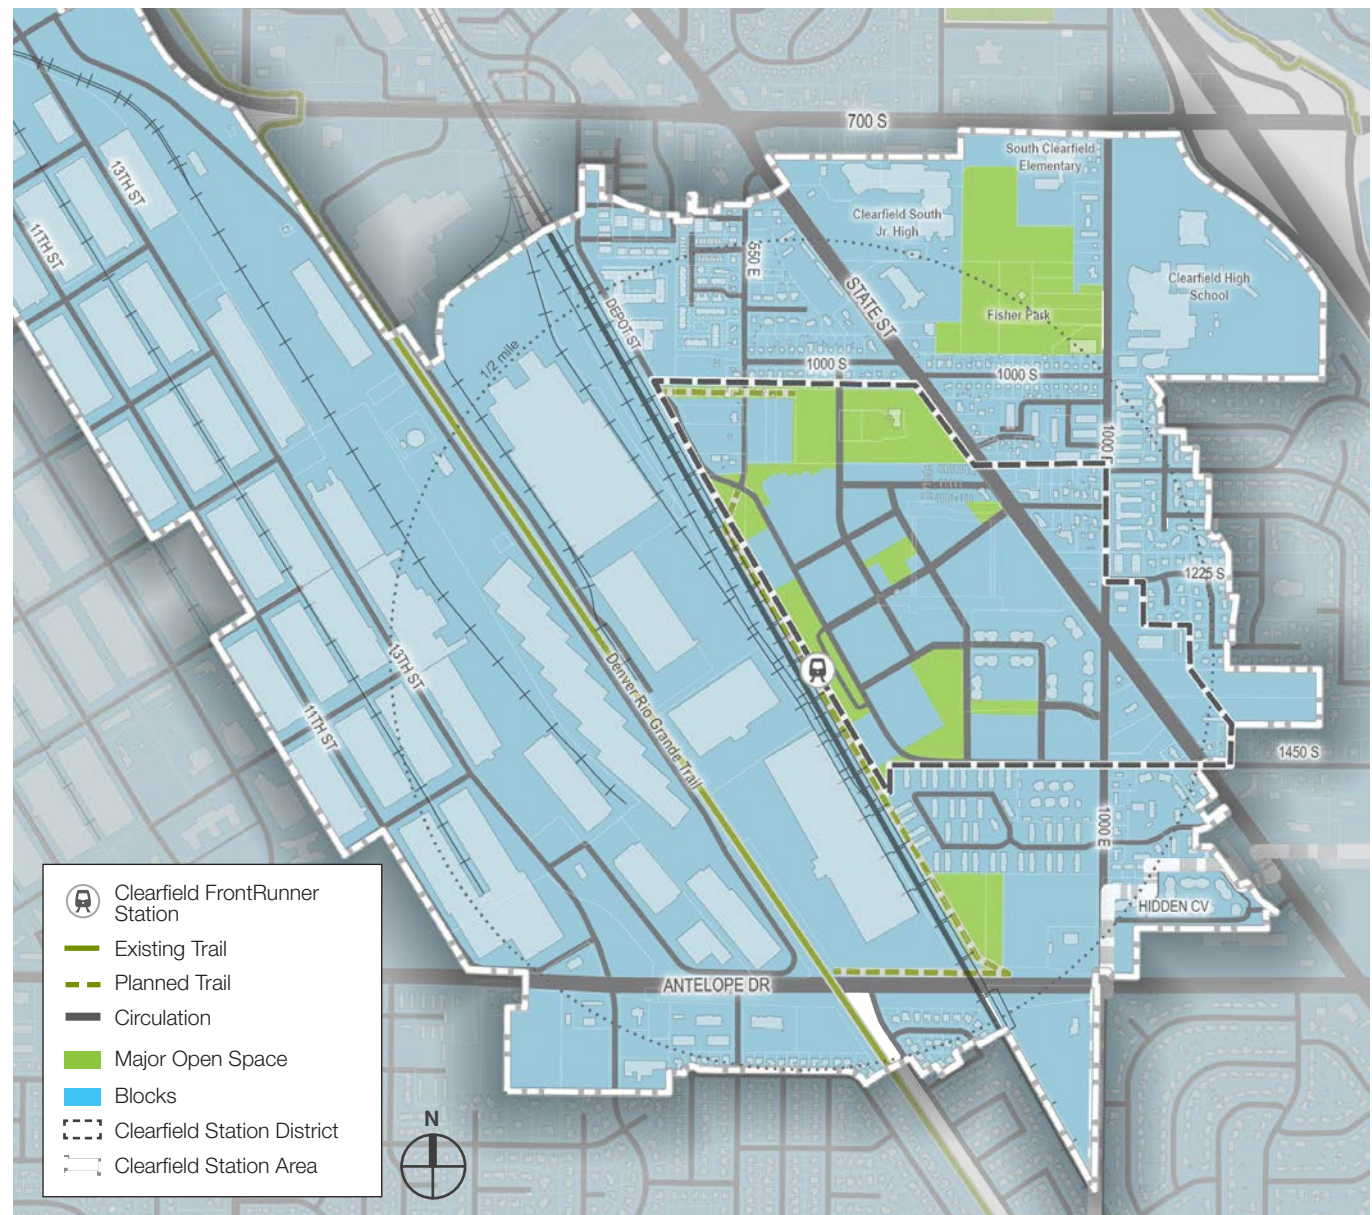 700 S
South Clearfield
Elementary
13TH ST
Clearfield South
Jr. High
11TH ST
550 E
Clearfield High
School
STATE ST
DEPOT ST
Fisher Park
1/2 mile
1000 S
1000 S
1000 E
1225 S
13TH ST
Denver Rio Grande Trail
11TH ST
1450 S
1000 E
HIDDEN CV
ANTELOPE DR
Clearfield FrontRunner
Station
Existing Trail
Planned Trail
Circulation
Major Open Space
Blocks
Clearfield Station District
Clearfield Station Area
N